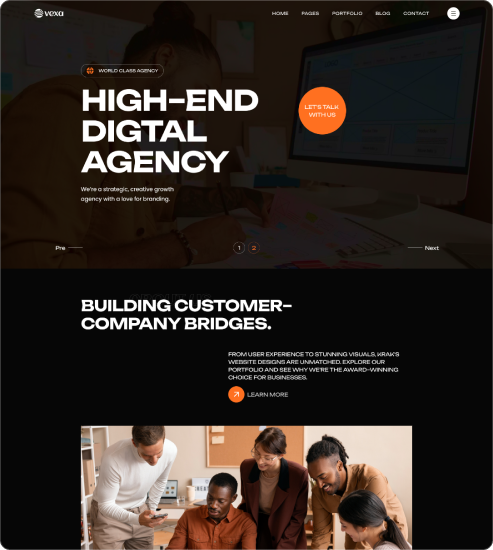 vexa
HOME PAGES PORTFOLIO BLOG CONTACT
WORLD CLASS AGENCY
HIGH-END
DIGTAL
AGENCY
LET'S TALK
WITH US
We're a strategic, creative growth
agency with a love for branding.
Pre
1 2
Next
BUILDING CUSTOMER-
COMPANY BRIDGES.
FROM USER EXPERIENCE TO STUNNING VISUALS, KRAK'S
WEBSITE DESIGNS ARE UNMATCHED. EXPLORE OUR
PORTFOLIO AND SEE WHY WE'RE THE AWARD-WINNING
CHOICE FOR BUSINESSES.
LEARN MORE